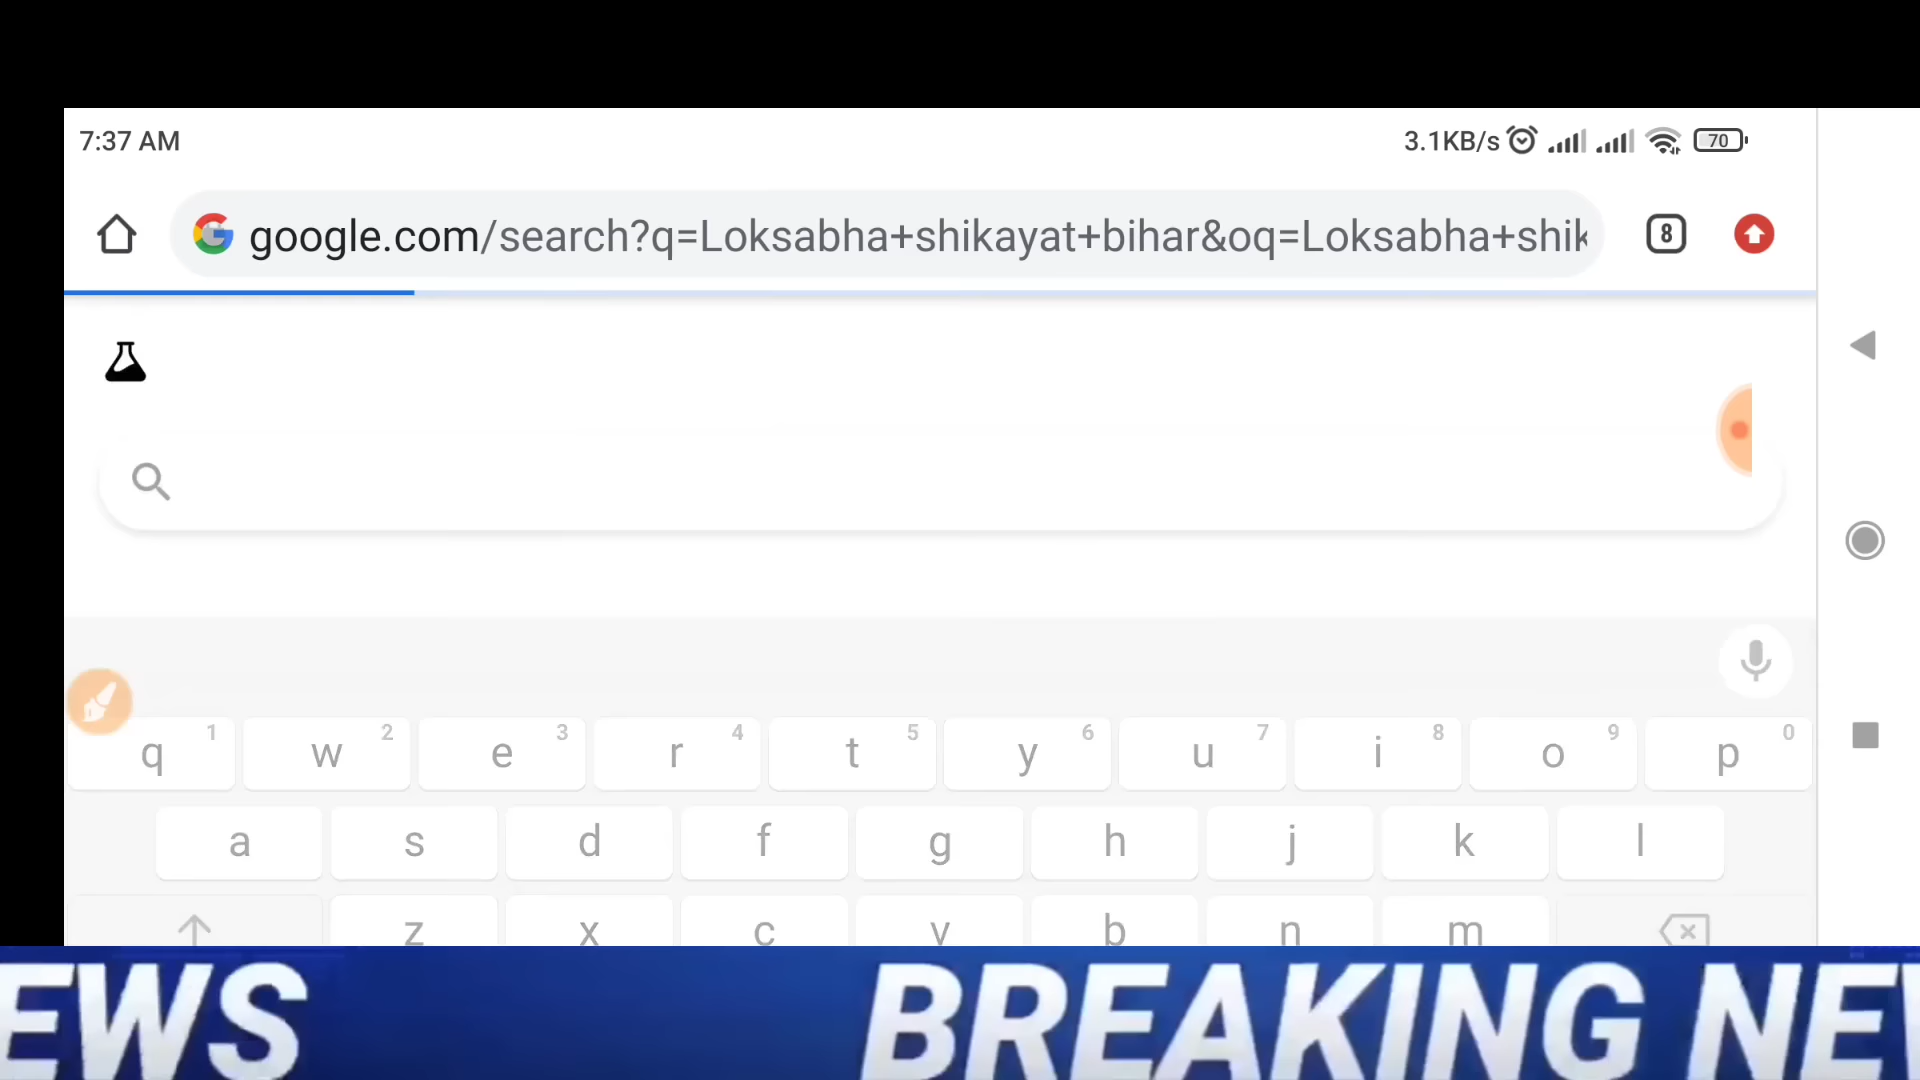 7:37 AM 3.1KB/s 70
google.com/search?q=Loksabha+shikayat+bihar&oq=Loksabha+shik 8
1 2 3 4 5 6 7 8 9 0
q w e r t y u i o p
a s d f g h j k l
z x c v b n m
EWS BREAKING NEW